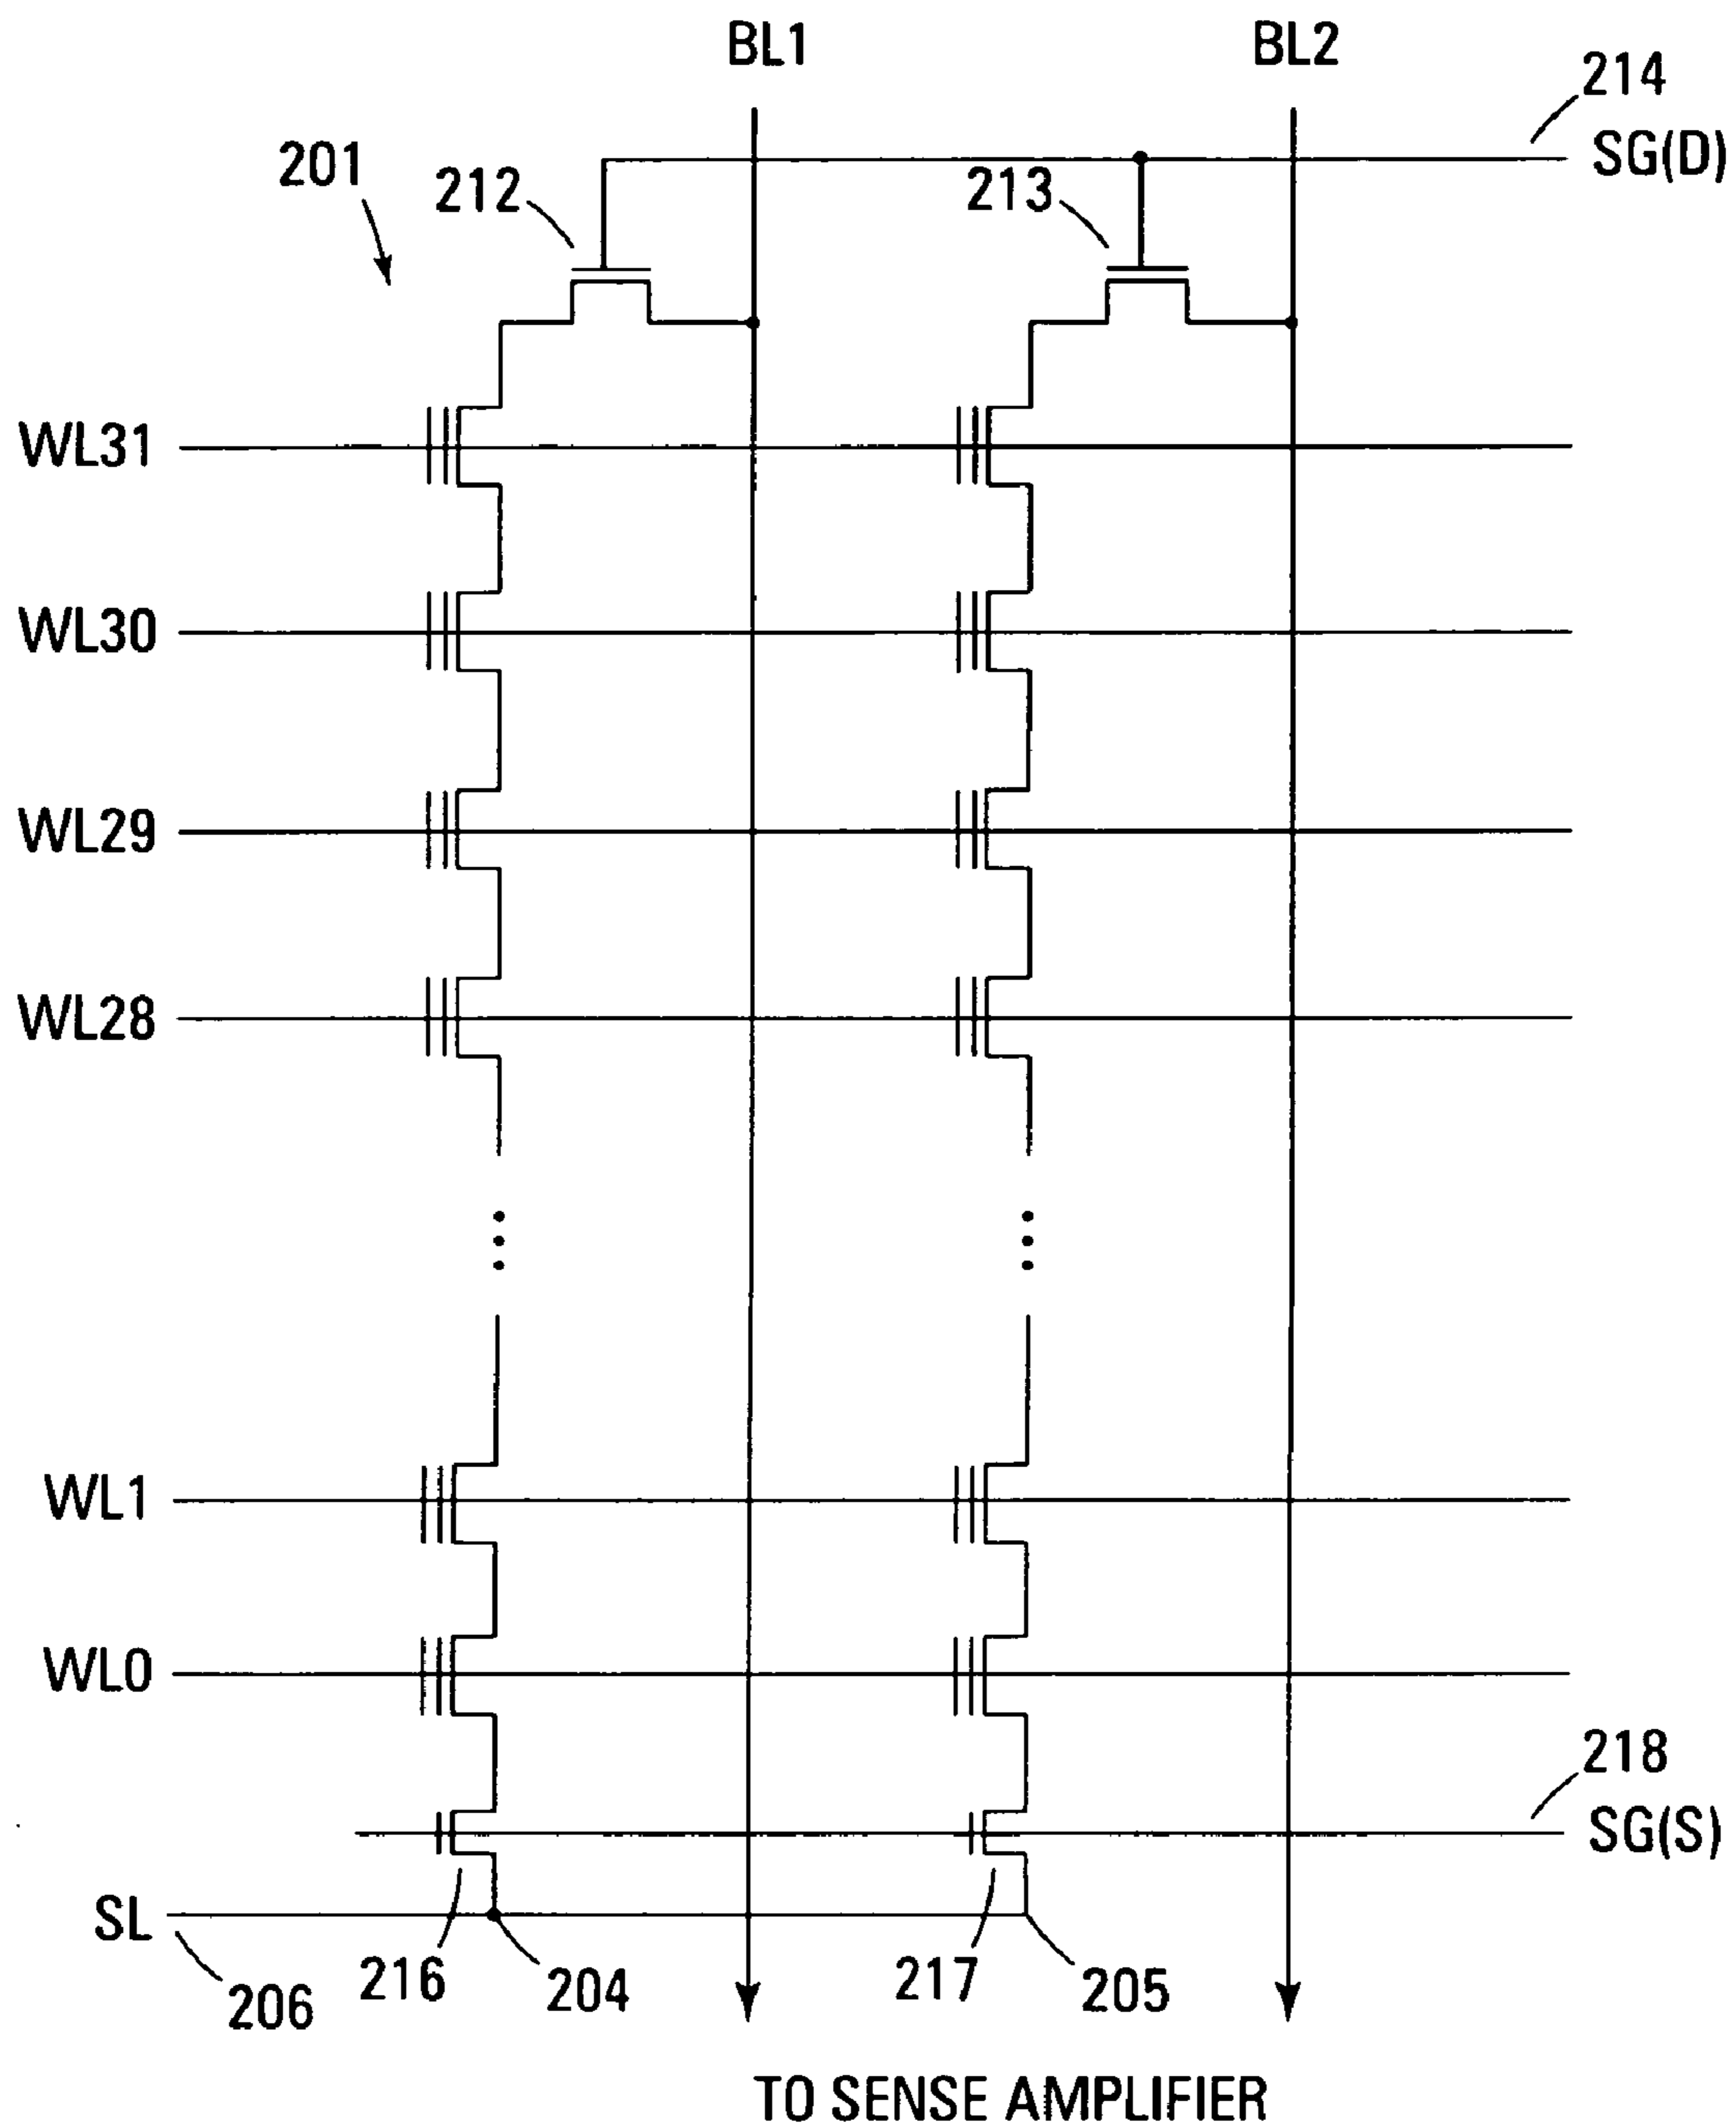 BL1
BL2
214
SG(D)
201
212
213
WL31
WL30
WL29
WL28
WL1
WL0
218
SG(S)
SL
206
216
204
217
205
TO SENSE AMPLIFIER